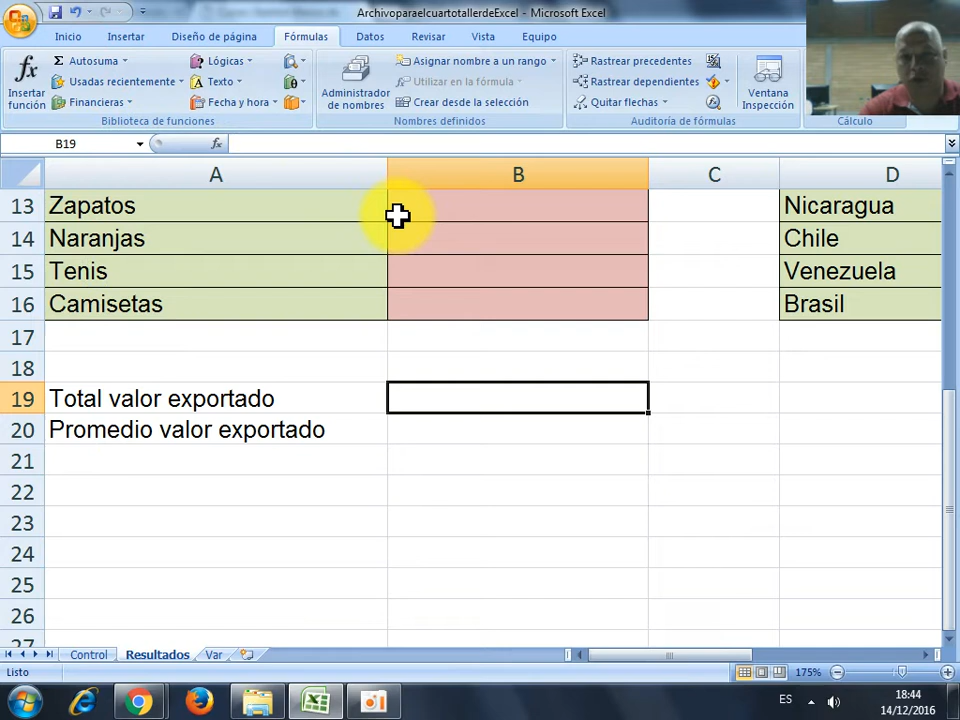 ArchivoparaelcuartotallerdeExcel - Microsoft Excel
Inicio Insertar Diseño de página Fórmulas Datos Revisar Vista Equipo
fx Insertar función
Σ Autosuma
Usadas recientemente
Financieras
Lógicas
Texto
Fecha y hora
Biblioteca de funciones
Administrador de nombres
Asignar nombre a un rango
Utilizar en la fórmula
Crear desde la selección
Nombres definidos
Rastrear precedentes
Rastrear dependientes
Quitar flechas
Auditoría de fórmulas
Ventana Inspección
Cálculo
B19 fx
A B C D
13 Zapatos Nicaragua
14 Naranjas Chile
15 Tenis Venezuela
16 Camisetas Brasil
17
18
19 Total valor exportado
20 Promedio valor exportado
21
22
23
24
25
26
27
Control Resultados Var
Listo 175%
ES 18:44
14/12/2016